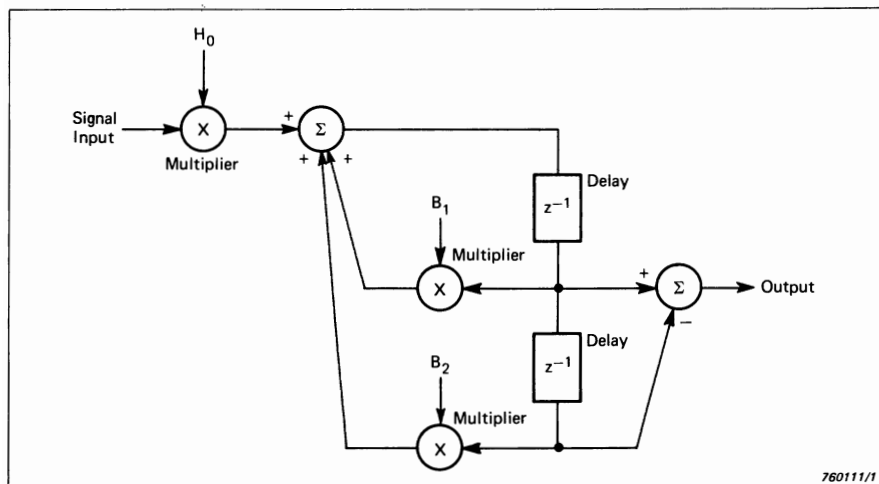 H₀
Signal
Input
X
Multiplier
+
Σ
+
+
Delay
z⁻¹
B₁
Multiplier
X
+
Σ
Output
−
Delay
z⁻¹
B₂
Multiplier
X
760111/1